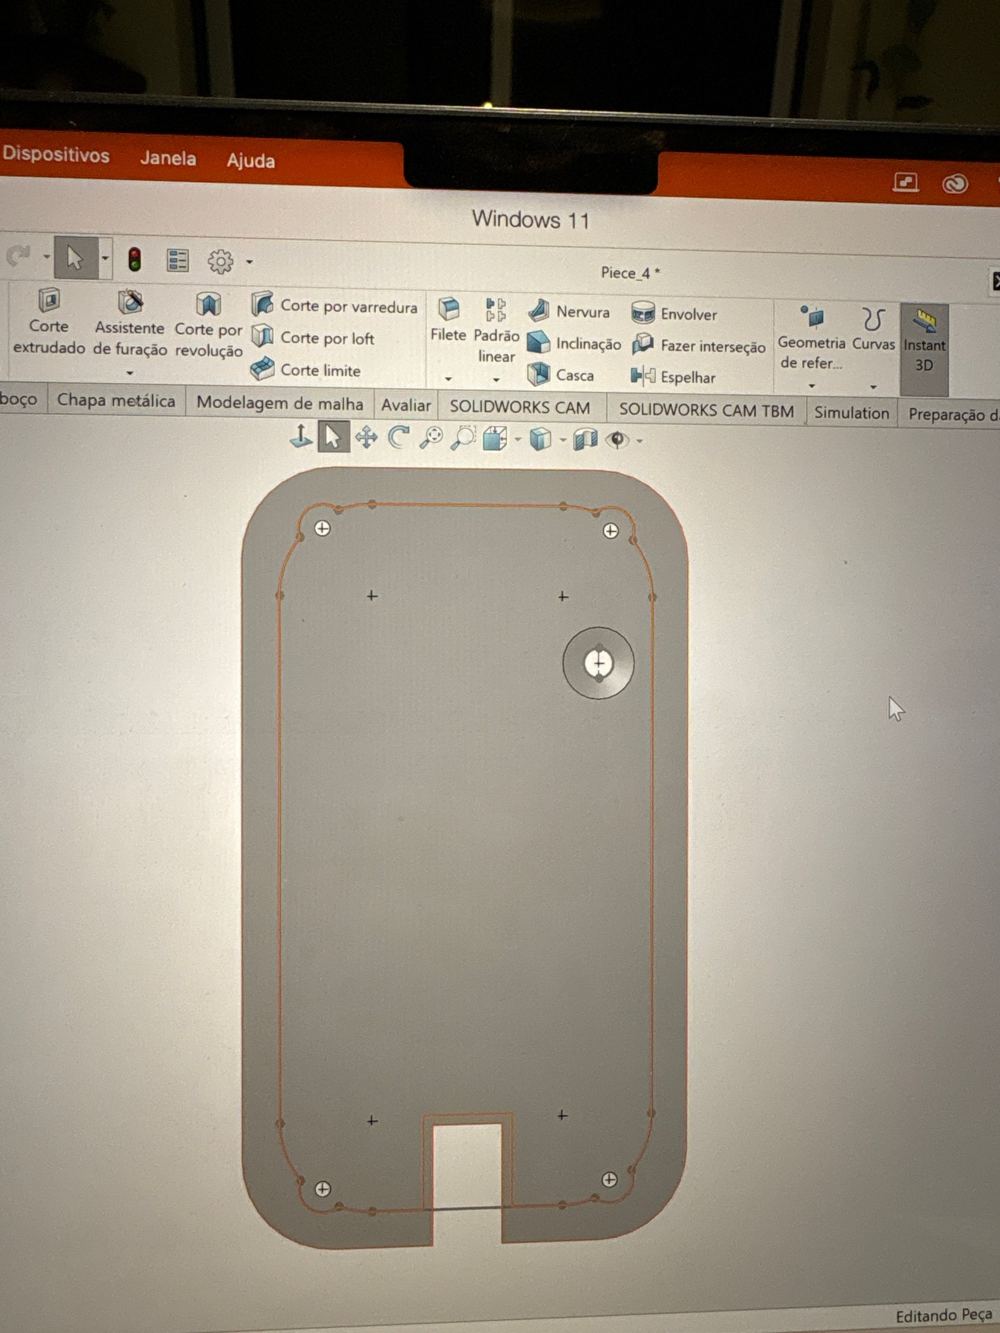 Dispositivos Janela Ajuda
Windows 11
Piece_4 *
Corte extrudado
Assistente de furação
Corte por revolução
Corte por varredura
Corte por loft
Corte limite
Filete
Padrão linear
Nervura
Inclinação
Casca
Envolver
Fazer interseção
Espelhar
Geometria de refer...
Curvas
Instant 3D
boço Chapa metálica Modelagem de malha Avaliar SOLIDWORKS CAM SOLIDWORKS CAM TBM Simulation Preparação d
Editando Peça